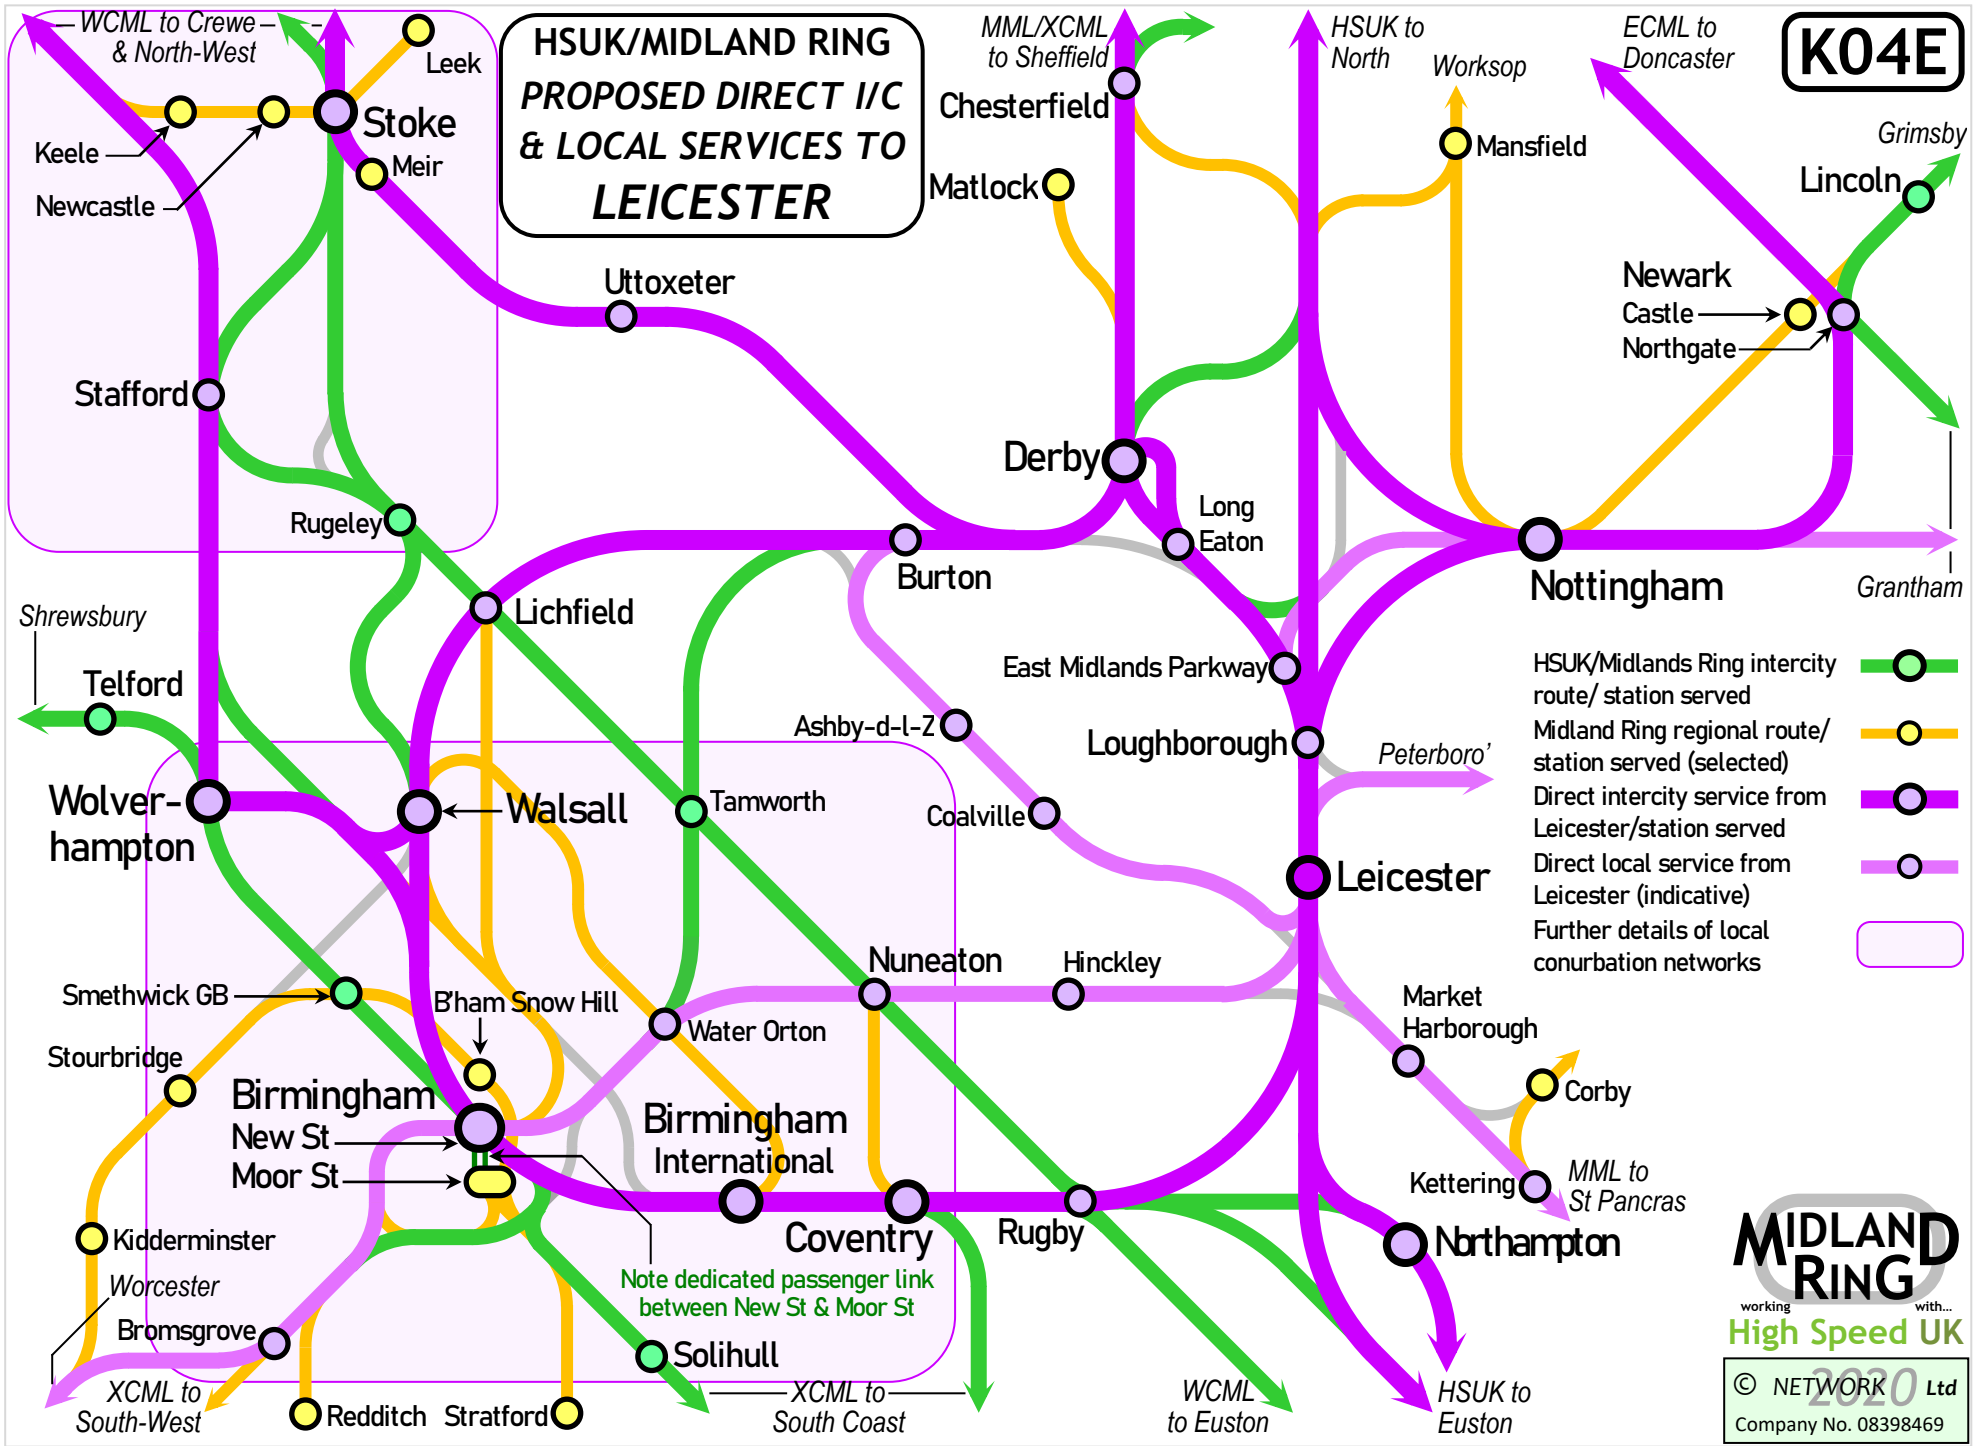 WCML to Crewe
& North-West
Leek
Keele
Newcastle
Stoke
Meir
HSUK/MIDLAND RING
PROPOSED DIRECT I/C
& LOCAL SERVICES TO
LEICESTER
MML/XCML
to Sheffield
Chesterfield
Matlock
HSUK to
North
Worksop
Mansfield
ECML to
Doncaster
K04E
Grimsby
Lincoln
Newark
Castle
Northgate
Uttoxeter
Stafford
Rugeley
Derby
Long
Eaton
Burton
Nottingham
Grantham
Lichfield
Shrewsbury
Telford
East Midlands Parkway
Ashby-d-l-Z
Loughborough
Peterboro'
Wolver-
hampton
Walsall
Tamworth
Coalville
Leicester
HSUK/Midlands Ring intercity
route/ station served
Midland Ring regional route/
station served (selected)
Direct intercity service from
Leicester/station served
Direct local service from
Leicester (indicative)
Further details of local
conurbation networks
Smethwick GB
B'ham Snow Hill
Nuneaton
Hinckley
Market
Harborough
Water Orton
Stourbridge
Birmingham
New St
Moor St
Birmingham
International
Corby
Kettering
MML to
St Pancras
Coventry
Rugby
Northampton
Kidderminster
Worcester
Note dedicated passenger link
between New St & Moor St
Bromsgrove
Solihull
XCML to
South-West
Redditch
Stratford
XCML to
South Coast
WCML
to Euston
HSUK to
Euston
MIDLAND
RING
working with...
High Speed UK
© NETWORK 2020 Ltd
Company No. 08398469